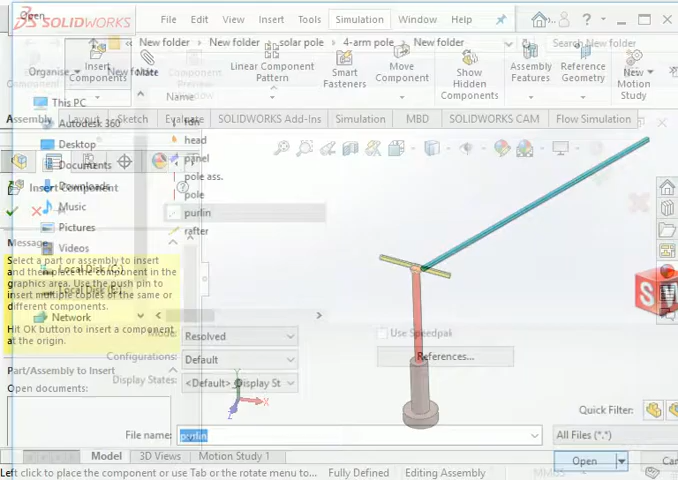 Open
SOLIDWORKS
File View Insert Tools Simulation Window Help
New folder New folder solar pole 4-arm pole New folder
Search New Folder
Organise New folder
Insert Components
Mate
Component Preview Window
Linear Component Pattern
Smart Fasteners
Move Component
Show Hidden Components
Assembly Features
Reference Geometry
New Motion Study
This PC
Name
Assembly Layout Sketch Evaluate SOLIDWORKS Add-Ins Simulation MBD SOLIDWORKS CAM Flow Simulation
Autodesk 360
Desktop
head
Documents
panel
Insert Component
Downloads
pole ass.
pole
Music
purlin
Pictures
rafter
Message
Videos
Select a part or assembly to insert
and then place the component in the
graphics area. Use the push pin to
insert multiple copies of the same or
different components.
Hit OK button to insert a component
at the origin.
Local Disk (C:)
Local Disk (E:)
Network
Mode: Resolved
Use Speedpak
Configurations: Default
References...
Part/Assembly to Insert
Display States: <Default>_Display St
Open documents:
Y
X
Z
Quick Filter:
File name: purlin
All Files (*.*)
Model 3D Views Motion Study 1
Open
Left click to place the component or use Tab or the rotate menu to... Fully Defined Editing Assembly MMGS